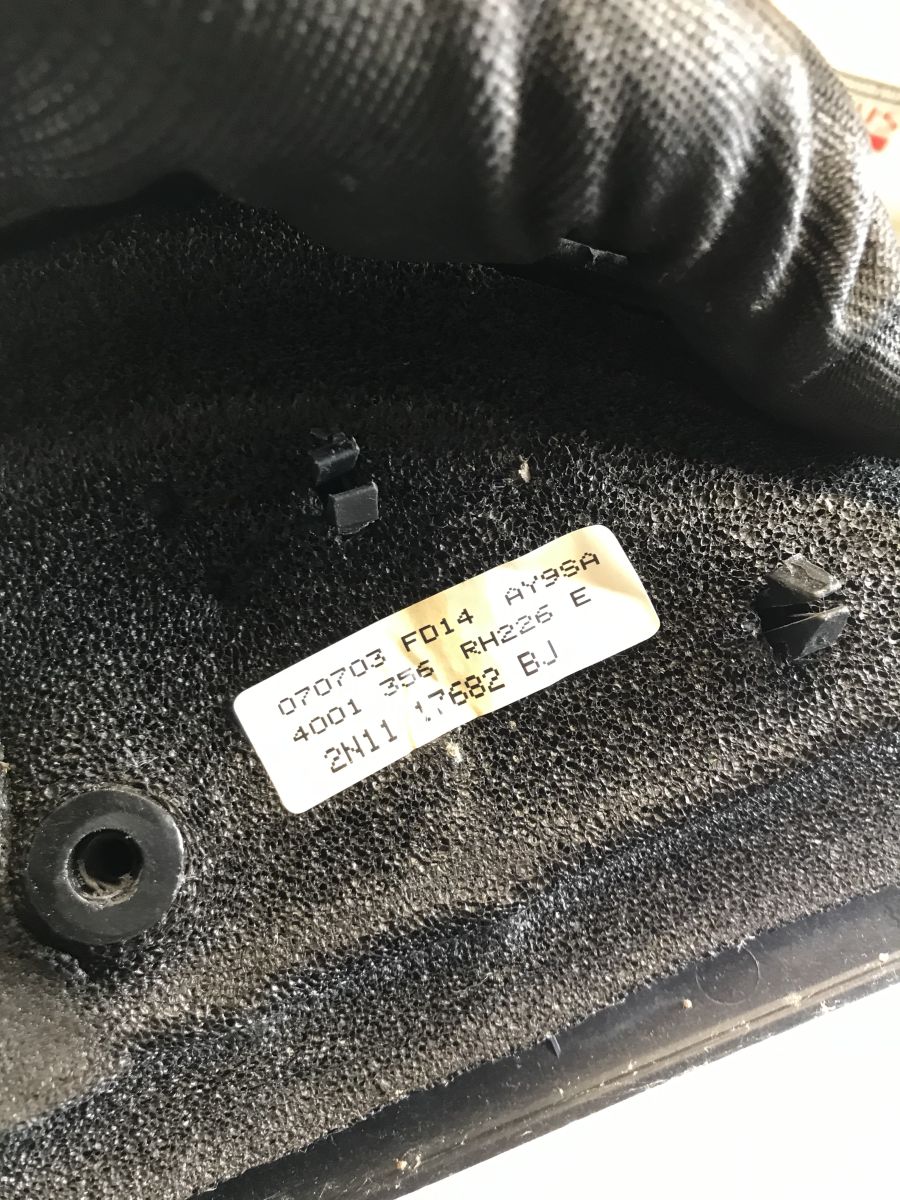 070703 FD14 AY9SA
4001 356 RH226 E
2N11 17682 BJ